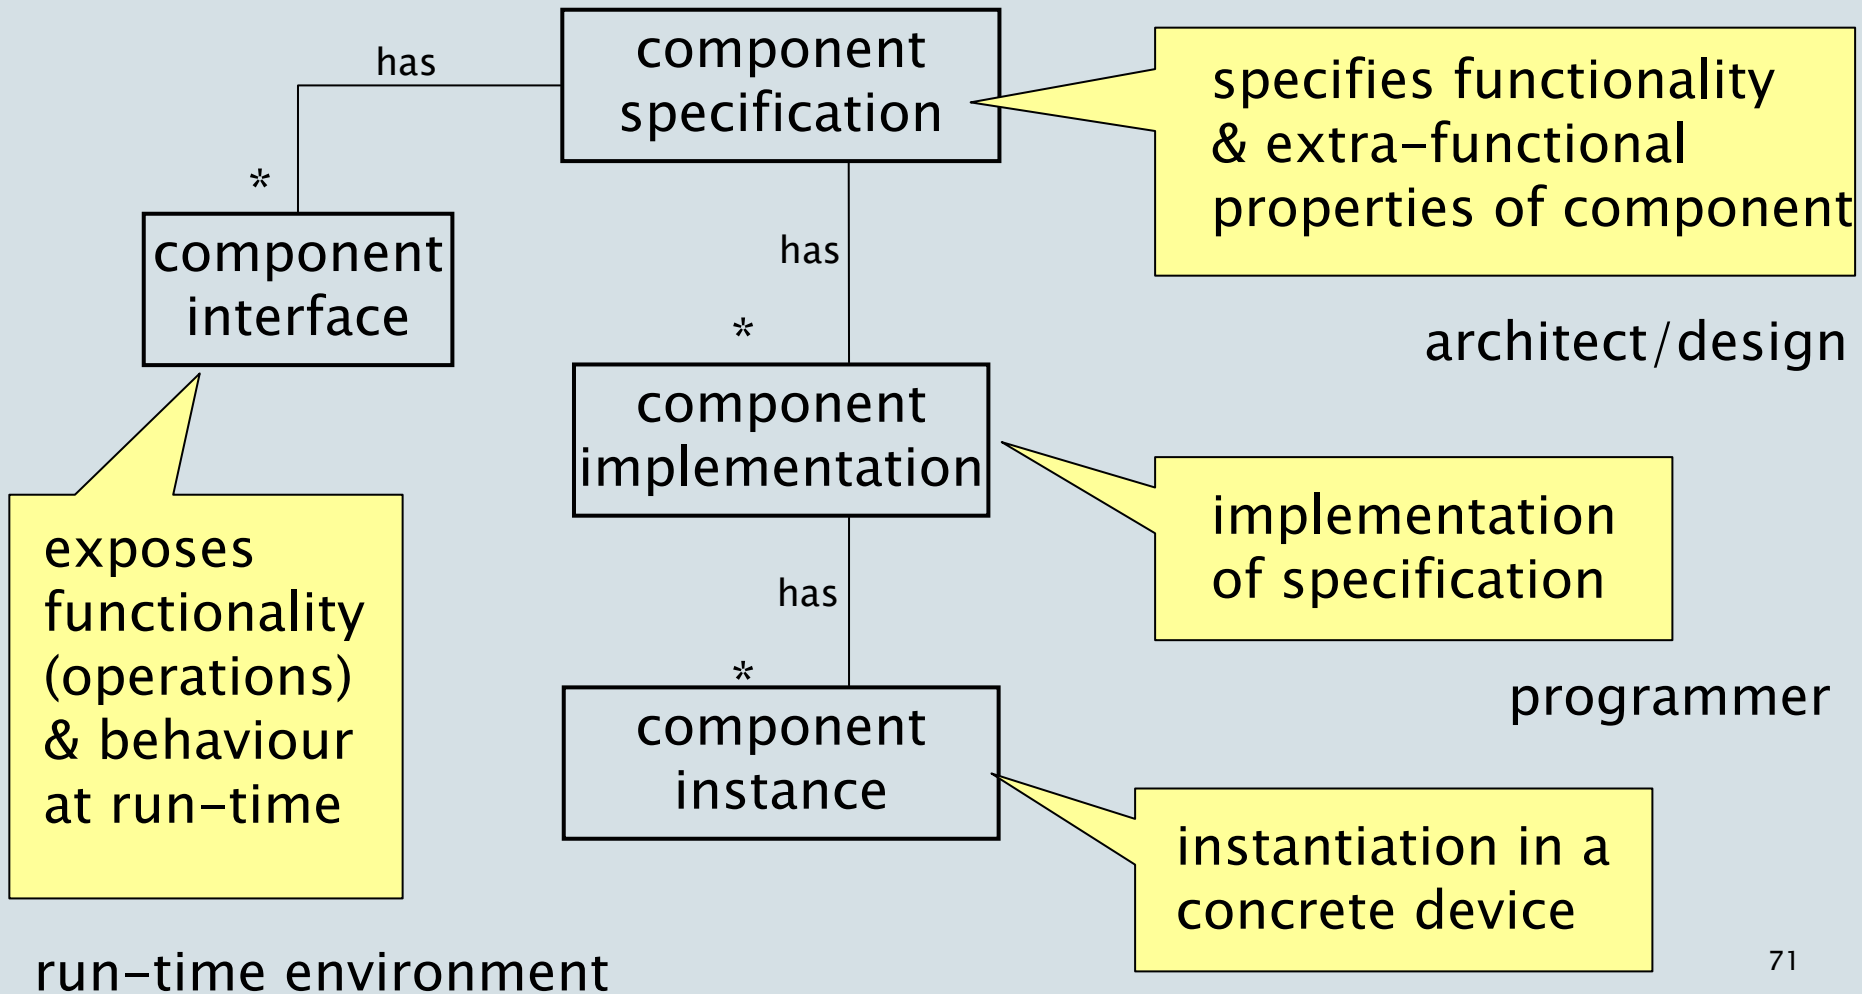 component
specification
has
specifies functionality
& extra-functional
properties of component
*
component
interface
has
*
architect/design
component
implementation
implementation
of specification
exposes
functionality
(operations)
& behaviour
at run-time
has
*
programmer
component
instance
instantiation in a
concrete device
run-time environment
71